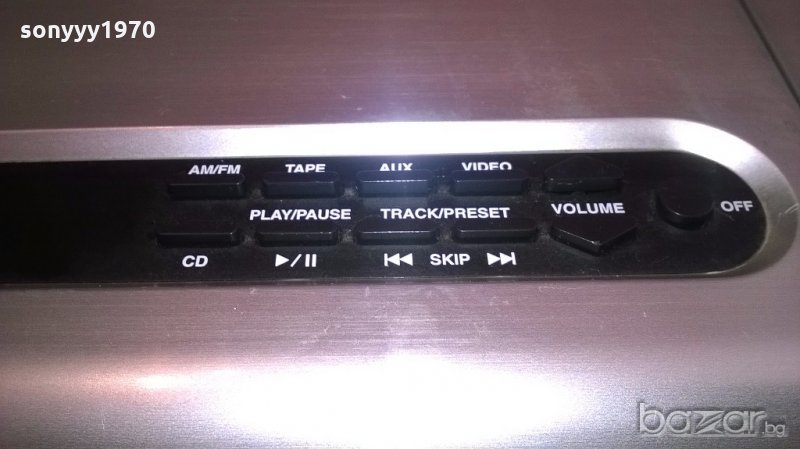 sonyyy1970
AM/FM TAPE AUX VIDEO
PLAY/PAUSE TRACK/PRESET VOLUME OFF
CD ▶/II ⏮ SKIP ⏭
bazar.bg